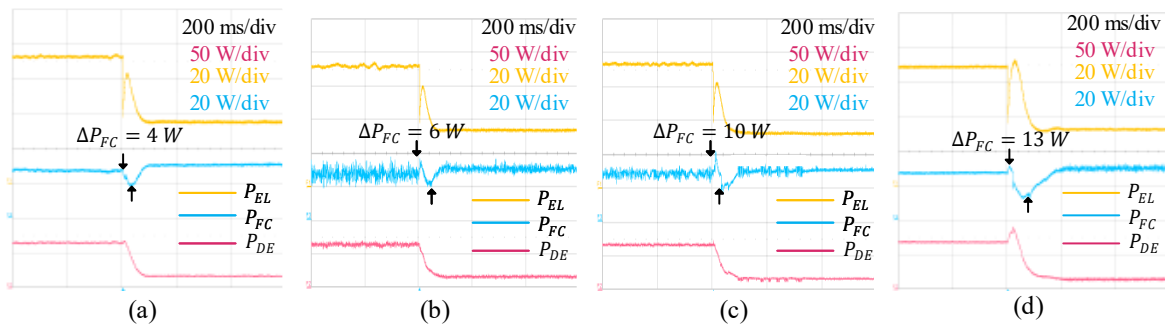 200 ms/div
50 W/div
20 W/div
20 W/div
ΔP_FC = 4 W
P_EL
P_FC
P_DE
(a)
200 ms/div
50 W/div
20 W/div
20 W/div
ΔP_FC = 6 W
P_EL
P_FC
P_DE
(b)
200 ms/div
50 W/div
20 W/div
20 W/div
ΔP_FC = 10 W
P_EL
P_FC
P_DE
(c)
200 ms/div
50 W/div
20 W/div
20 W/div
ΔP_FC = 13 W
P_EL
P_FC
P_DE
(d)